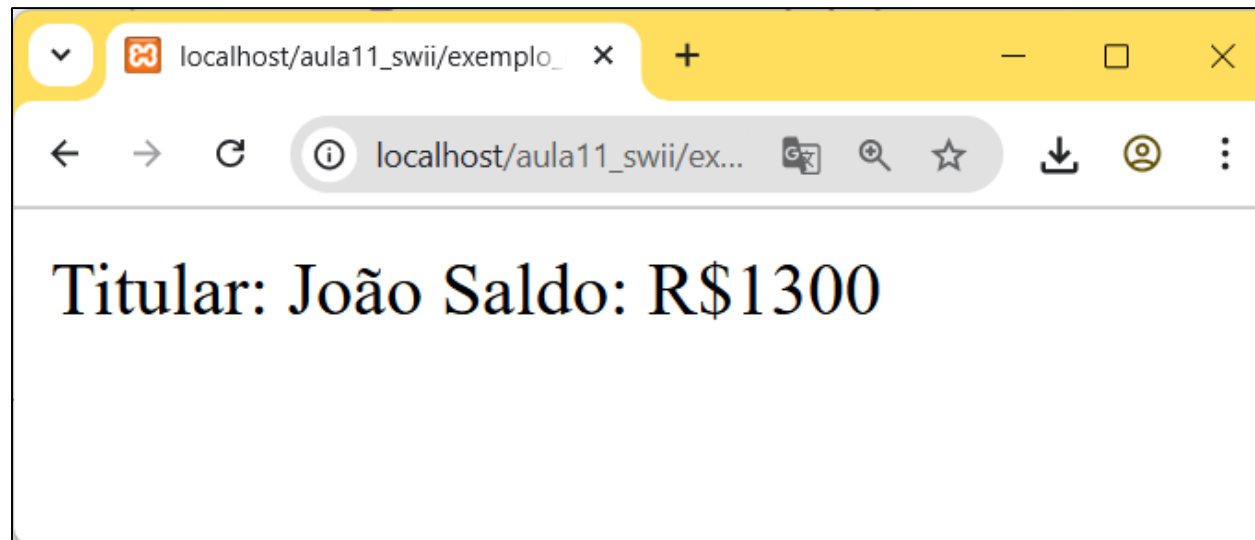 localhost/aula11_swii/exemplo_
localhost/aula11_swii/ex...
Titular: João Saldo: R$1300